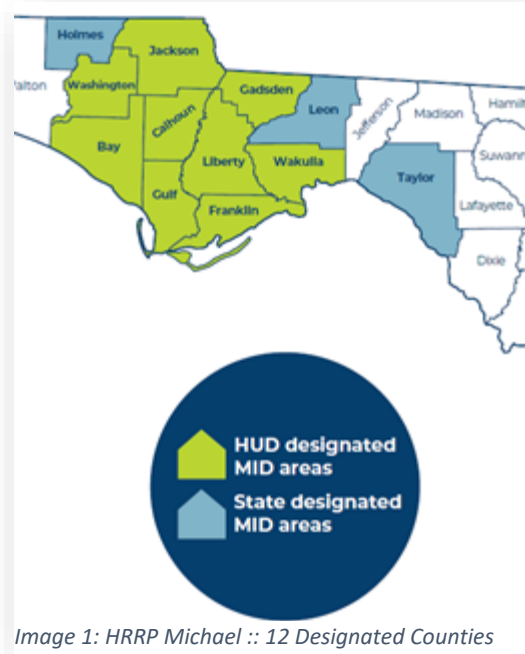 Holmes
Jackson
Washington
Gadsden
Leon
Jefferson
Madison
Calhoun
Bay
Liberty
Wakulla
Taylor
Lafayette
Gulf
Franklin
Dixie
HUD designated
MID areas
State designated
MID areas
Image 1: HRRP Michael :: 12 Designated Counties